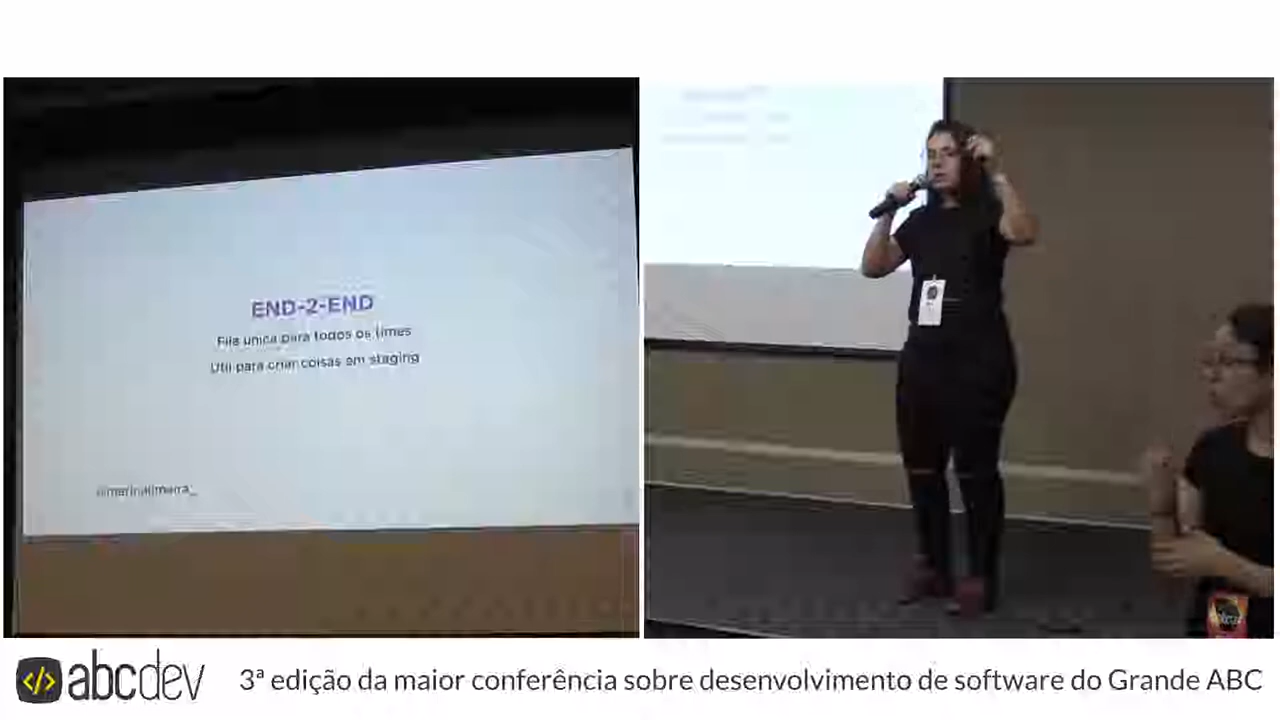 END-2-END
Fila única para todos os times
Útil para criar coisas em staging
abcdev
3ª edição da maior conferência sobre desenvolvimento de software do Grande ABC